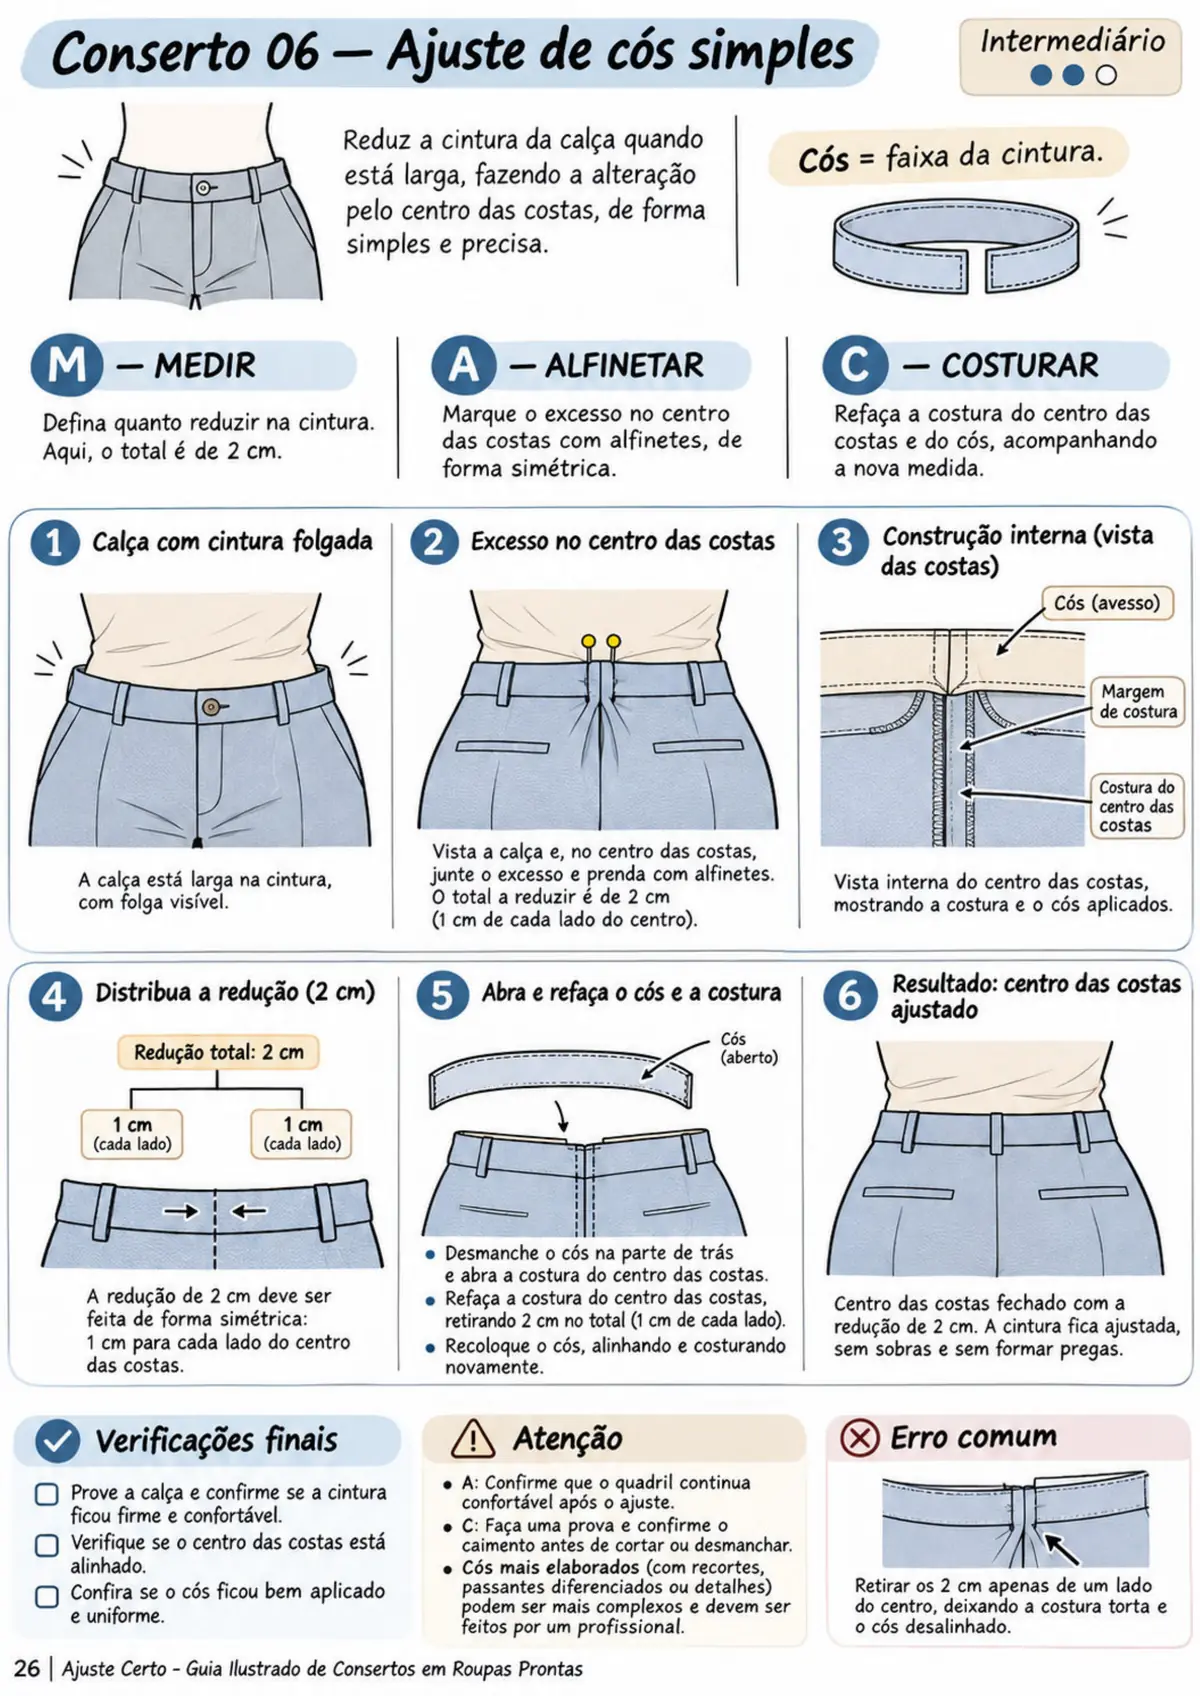 Conserto 06 — Ajuste de cós simples
Intermediário
Reduz a cintura da calça quando
está larga, fazendo a alteração
pelo centro das costas, de forma
simples e precisa.
Cós = faixa da cintura.
M — MEDIR
Defina quanto reduzir na cintura.
Aqui, o total é de 2 cm.
A — ALFINETAR
Marque o excesso no centro
das costas com alfinetes, de
forma simétrica.
C — COSTURAR
Refaça a costura do centro das
costas e do cós, acompanhando
a nova medida.
1 Calça com cintura folgada
A calça está larga na cintura,
com folga visível.
2 Excesso no centro das costas
Vista a calça e, no centro das costas,
junte o excesso e prenda com alfinetes.
O total a reduzir é de 2 cm
(1 cm de cada lado do centro).
3 Construção interna (vista
das costas)
Cós (avesso)
Margem
de costura
Costura do
centro das
costas
Vista interna do centro das costas,
mostrando a costura e o cós aplicados.
4 Distribua a redução (2 cm)
Redução total: 2 cm
1 cm
(cada lado)
1 cm
(cada lado)
A redução de 2 cm deve ser
feita de forma simétrica:
1 cm para cada lado do centro
das costas.
5 Abra e refaça o cós e a costura
Cós
(aberto)
• Desmanche o cós na parte de trás
e abra a costura do centro das costas.
• Refaça a costura do centro das costas,
retirando 2 cm no total (1 cm de cada lado).
• Recoloque o cós, alinhando e costurando
novamente.
6 Resultado: centro das costas
ajustado
Centro das costas fechado com a
redução de 2 cm. A cintura fica ajustada,
sem sobras e sem formar pregas.
Verificações finais
Prove a calça e confirme se a cintura
ficou firme e confortável.
Verifique se o centro das costas está
alinhado.
Confira se o cós ficou bem aplicado
e uniforme.
Atenção
• A: Confirme que o quadril continua
confortável após o ajuste.
• C: Faça uma prova e confirme o
caimento antes de cortar ou desmanchar.
• Cós mais elaborados (com recortes,
passantes diferenciados ou detalhes)
podem ser mais complexos e devem ser
feitos por um profissional.
Erro comum
Retirar os 2 cm apenas de um lado
do centro, deixando a costura torta e
o cós desalinhado.
26 | Ajuste Certo - Guia Ilustrado de Consertos em Roupas Prontas